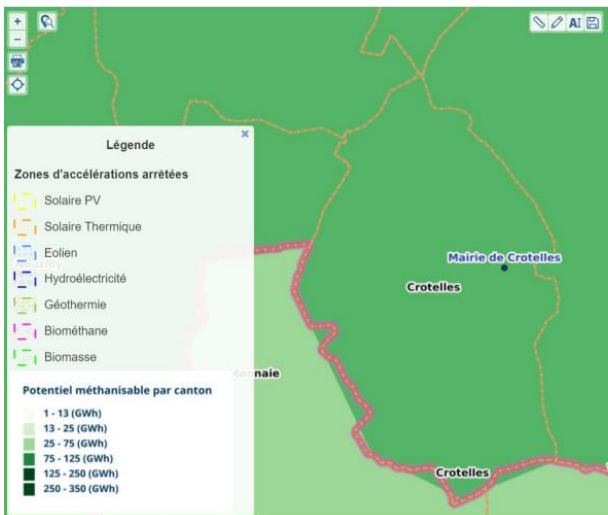 +
−
AI
Légende
×
Zones d'accélérations arrêtées
Solaire PV
Solaire Thermique
Eolien
Hydroélectricité
Géothermie
Biométhane
Biomasse
Mairie de Crotelles
Crotelles
onnaie
Potentiel méthanisable par canton
1 - 13 (GWh)
13 - 25 (GWh)
25 - 75 (GWh)
75 - 125 (GWh)
125 - 250 (GWh)
250 - 350 (GWh)
Crotelles